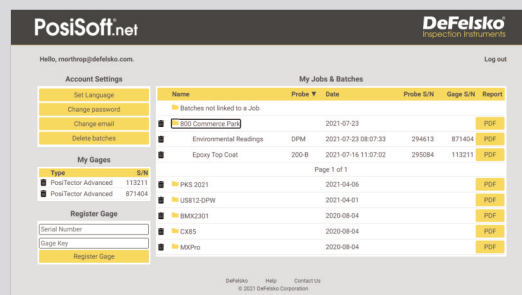 PosiSoft.net
DeFelsko®
Inspection Instruments
Hello, rnorthrop@defelsko.com.
Log out
Account Settings
Set Language
Change password
Change email
Delete batches
My Gages
Type S/N
PosiTector Advanced 113211
PosiTector Advanced 871404
Register Gage
Serial Number
Gage Key
Register Gage
My Jobs & Batches
Name Probe ▼ Date Probe S/N Gage S/N Report
Batches not linked to a Job
800 Commerce Park 2021-07-23 PDF
Environmental Readings DPM 2021-07-23 08:07:33 294613 871404 PDF
Epoxy Top Coat 200-B 2021-07-16 11:07:02 295084 113211 PDF
Page 1 of 1
PKS 2021 2021-04-06 PDF
US812-DPW 2021-04-01 PDF
BMX2301 2020-08-04 PDF
CX85 2020-08-04 PDF
MXPro 2020-08-04 PDF
DeFelsko Help Contact Us
© 2021 DeFelsko Corporation